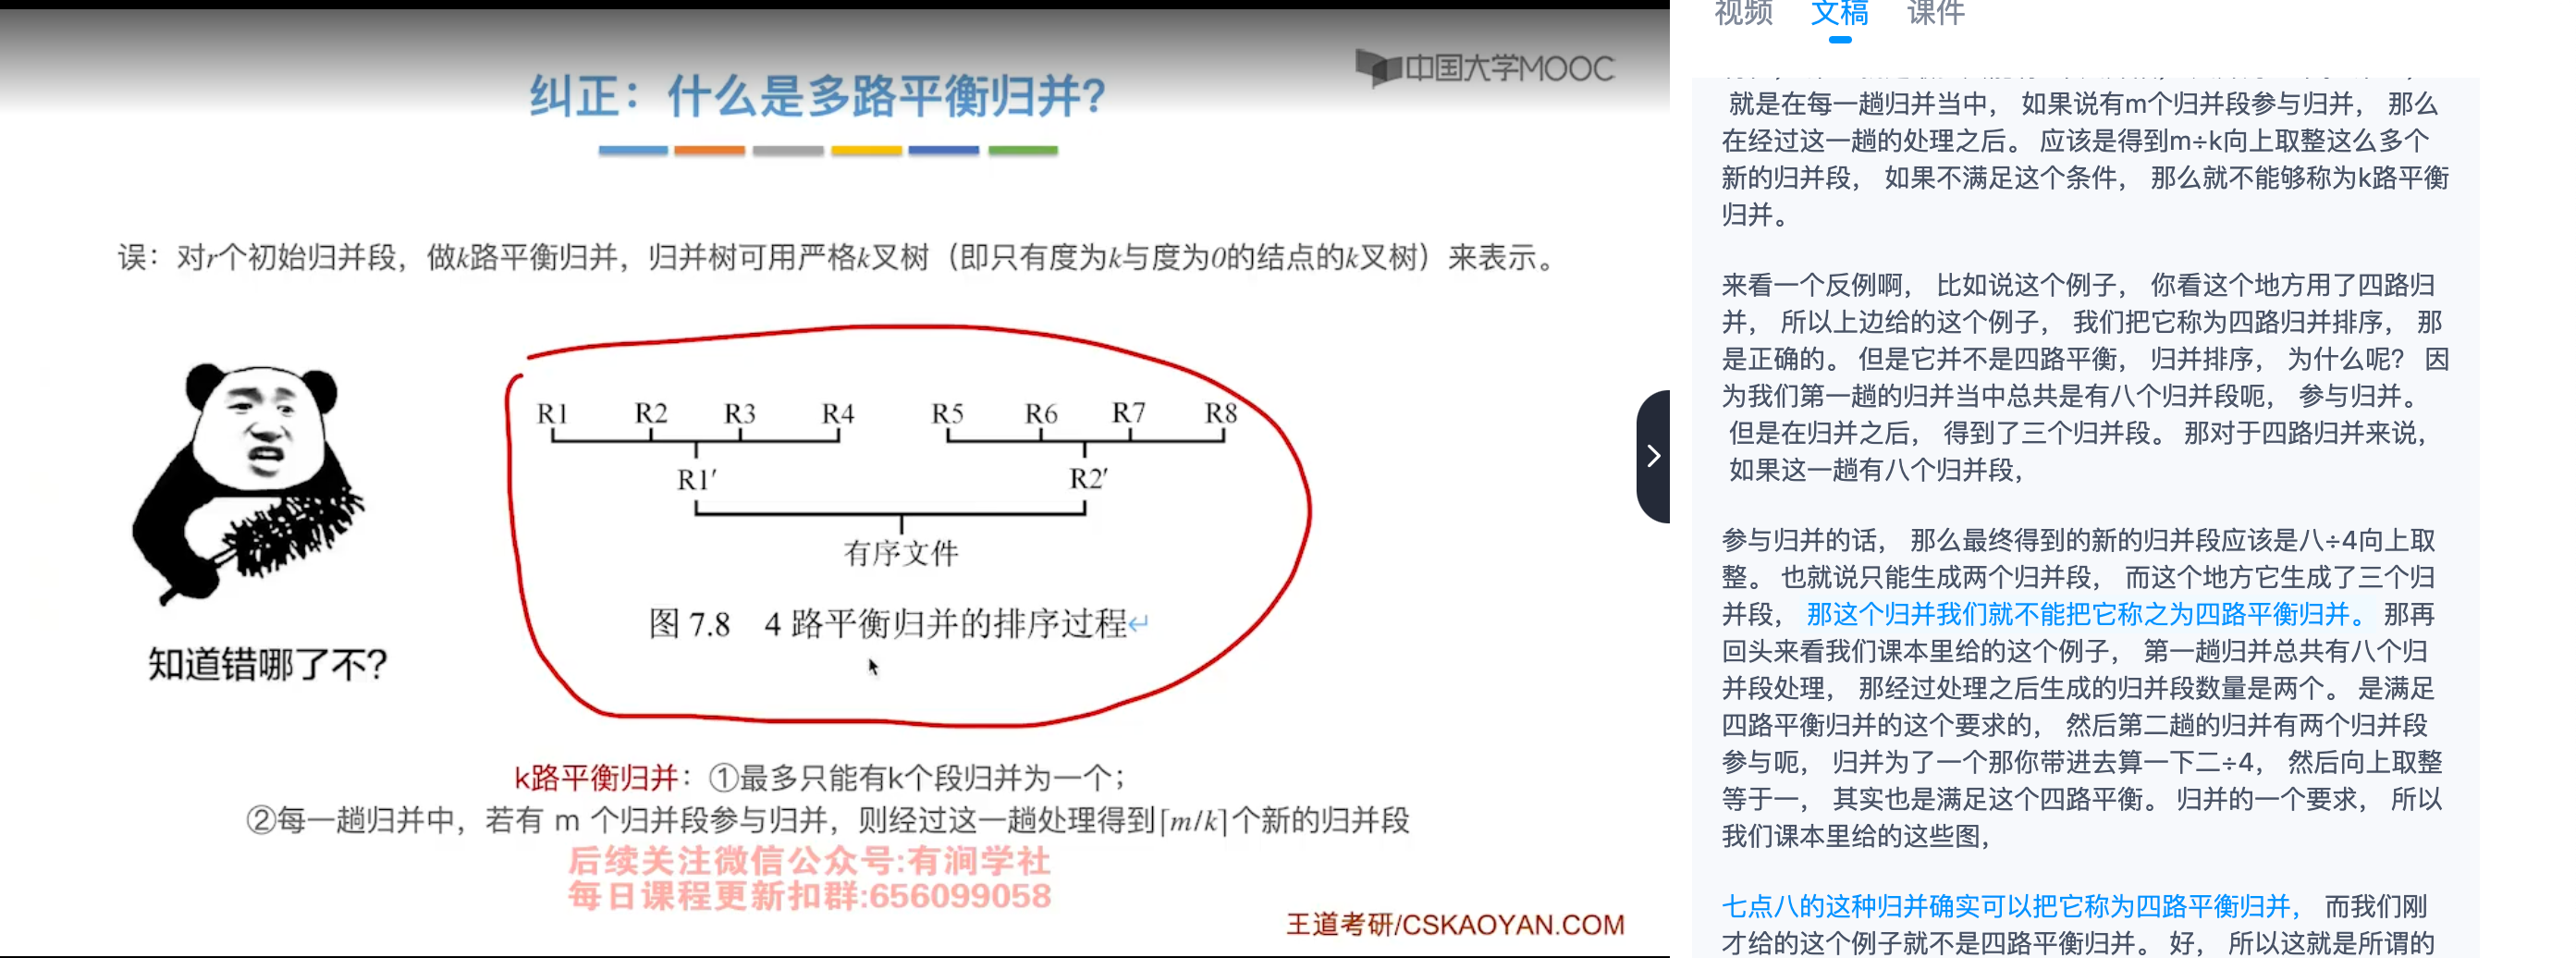 中国大学MOOC
纠正：什么是多路平衡归并？
误：对r个初始归并段，做k路平衡归并，归并树可用严格k叉树（即只有度为k与度为0的结点的k叉树）来表示。
R1 R2 R3 R4 R5 R6 R7 R8
R1′ R2′
有序文件
图 7.8 4 路平衡归并的排序过程↵
知道错哪了不？
k路平衡归并：①最多只能有k个段归并为一个；
②每一趟归并中，若有 m 个归并段参与归并，则经过这一趟处理得到⌈m/k⌉个新的归并段
后续关注微信公众号:有涧学社
每日课程更新扣群:656099058
王道考研/CSKAOYAN.COM
视频 文稿 课件
就是在每一趟归并当中， 如果说有m个归并段参与归并， 那么
在经过这一趟的处理之后。 应该是得到m÷k向上取整这么多个
新的归并段， 如果不满足这个条件， 那么就不能够称为k路平衡
归并。
来看一个反例啊， 比如说这个例子， 你看这个地方用了四路归
并， 所以上边给的这个例子， 我们把它称为四路归并排序， 那
是正确的。 但是它并不是四路平衡， 归并排序， 为什么呢？ 因
为我们第一趟的归并当中总共是有八个归并段呃， 参与归并。
但是在归并之后， 得到了三个归并段。 那对于四路归并来说，
如果这一趟有八个归并段，
参与归并的话， 那么最终得到的新的归并段应该是八÷4向上取
整。 也就说只能生成两个归并段， 而这个地方它生成了三个归
并段， 那这个归并我们就不能把它称之为四路平衡归并。 那再
回头来看我们课本里给的这个例子， 第一趟归并总共有八个归
并段处理， 那经过处理之后生成的归并段数量是两个。 是满足
四路平衡归并的这个要求的， 然后第二趟的归并有两个归并段
参与呃， 归并为了一个那你带进去算一下二÷4， 然后向上取整
等于一， 其实也是满足这个四路平衡。 归并的一个要求， 所以
我们课本里给的这些图，
七点八的这种归并确实可以把它称为四路平衡归并， 而我们刚
才给的这个例子就不是四路平衡归并。 好， 所以这就是所谓的